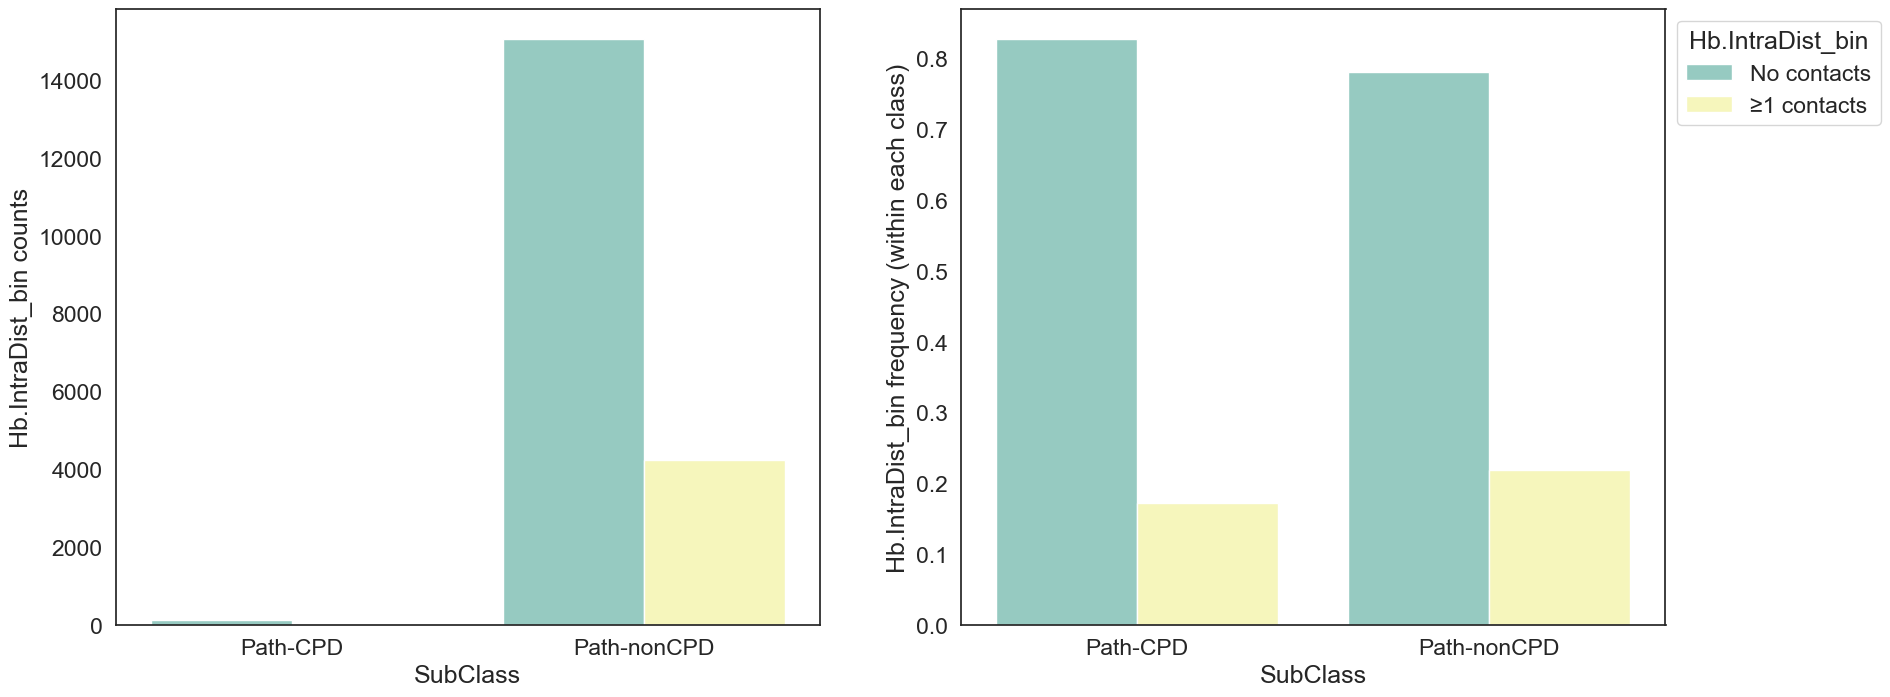 Hb.IntraDist_bin counts
14000
12000
10000
8000
6000
4000
2000
0
Path-CPD
Path-nonCPD
SubClass
Hb.IntraDist_bin frequency (within each class)
0.8
0.7
0.6
0.5
0.4
0.3
0.2
0.1
0.0
Path-CPD
Path-nonCPD
SubClass
Hb.IntraDist_bin
No contacts
≥1 contacts